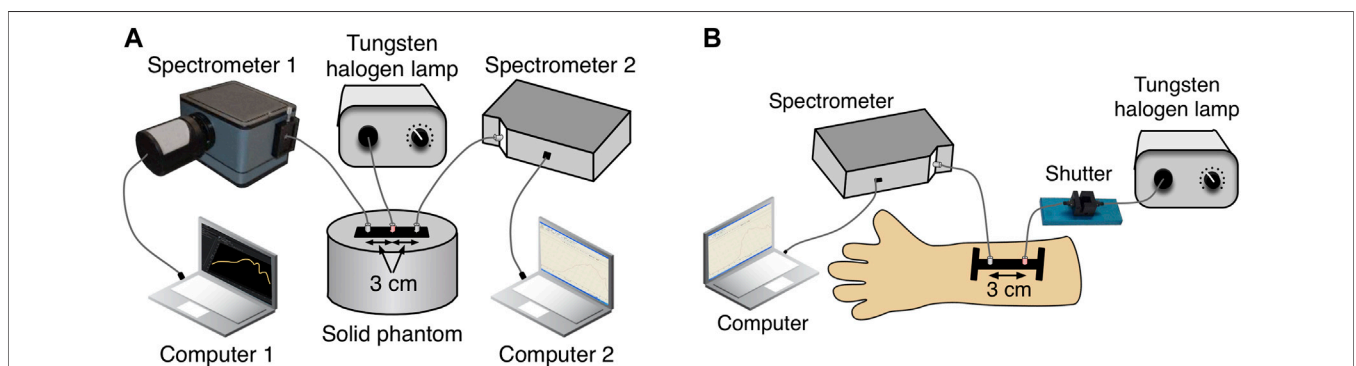 A
Spectrometer 1
Tungsten
halogen lamp
Spectrometer 2
3 cm
Solid phantom
Computer 1
Computer 2
B
Spectrometer
Tungsten
halogen lamp
Shutter
3 cm
Computer